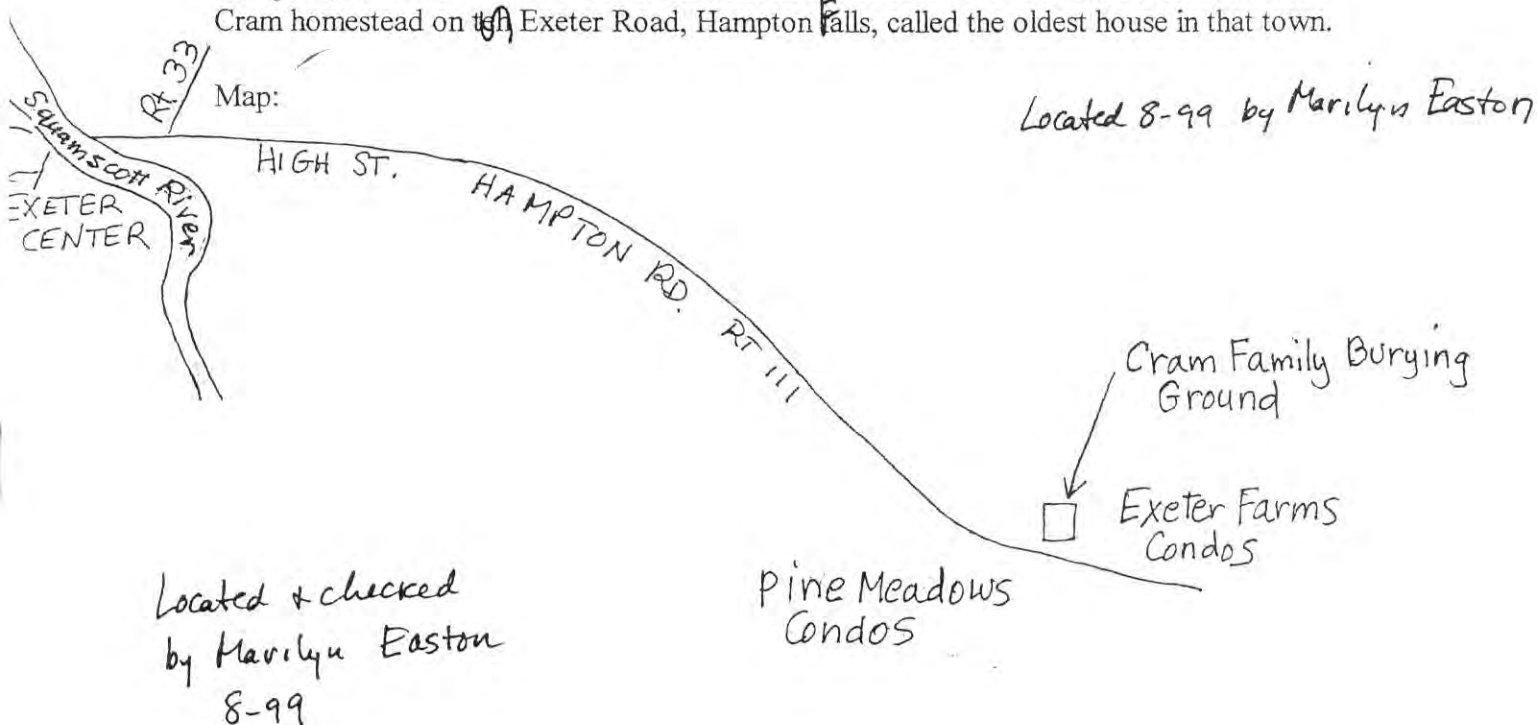 Cram homestead on the Exeter Road, Hampton Falls, called the oldest house in that town.
Rt 33
Map:
Located 8-99 by Marilyn Easton
Squamscott River
HIGH ST.
HAMPTON RD. RT 111
EXETER
CENTER
Cram Family Burying
Ground
Exeter Farms
Condos
Pine Meadows
Condos
Located & checked
by Marilyn Easton
8-99